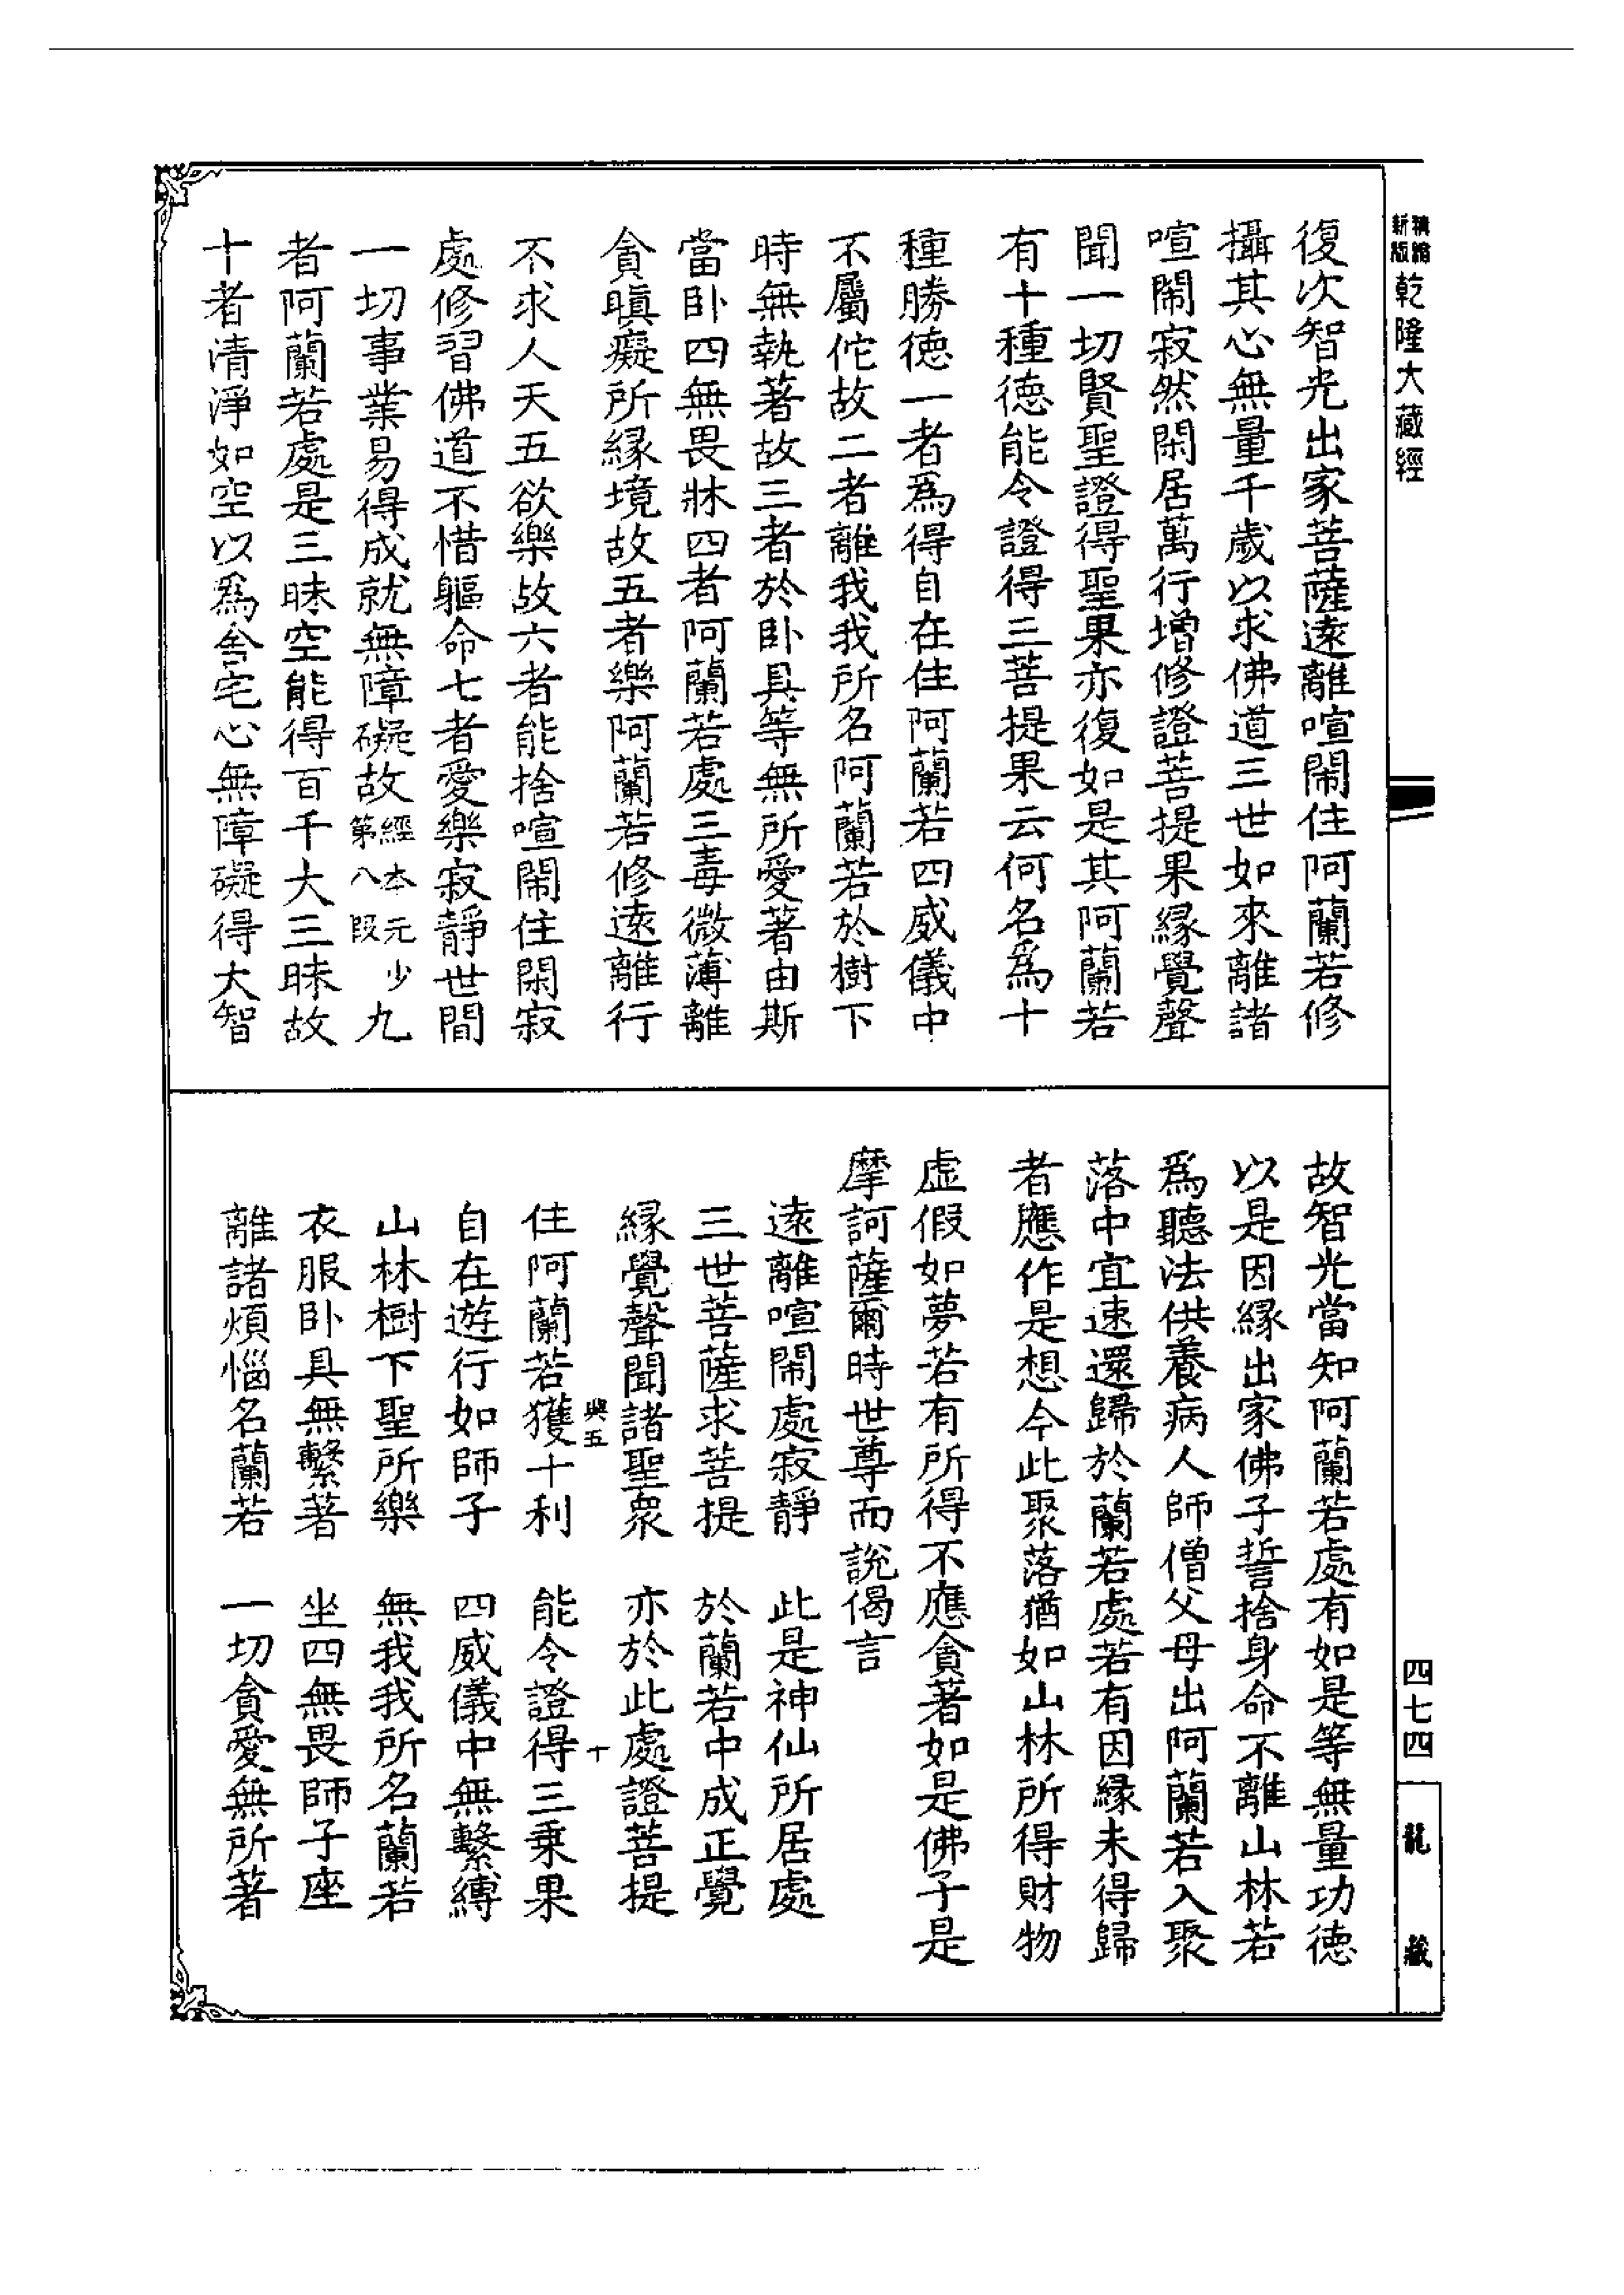 精縮新版乾隆大藏經
復次智光出家菩薩遠離喧閙住阿蘭若修
攝其心無量千歲以求佛道三世如來離諸
喧閙寂然閑居萬行增修證菩提果緣覺聲
聞一切賢聖證得聖果亦復如是其阿蘭若
有十種德能令證得三菩提果云何名爲十
種勝德一者爲得自在住阿蘭若四威儀中
不屬佗故二者離我我所名阿蘭若於樹下
時無執著故三者於卧具等無所愛著由斯
當卧四無畏牀四者阿蘭若處三毒微薄離
貪瞋癡所緣境故五者樂阿蘭若修遠離行
不求人天五欲樂故六者能捨喧閙住閑寂
處修習佛道不惜軀命七者愛樂寂靜世間
一切事業易得成就無障礙故經本元少第八段九
者阿蘭若處是三昧空能得百千大三昧故
十者清淨如空以爲舍宅心無障礙得大智
故智光當知阿蘭若處有如是等無量功德
以是因緣出家佛子誓捨身命不離山林若
爲聽法供養病人師僧父母出阿蘭若入聚
落中宜速還歸於蘭若處若有因緣未得歸
者應作是想今此聚落猶如山林所得財物
虛假如夢若有所得不應貪著如是佛子是
摩訶薩爾時世尊而說偈言
遠離喧閙處寂靜　此是神仙所居處
三世菩薩求菩提　於蘭若中成正覺
緣覺聲聞諸聖衆　亦於此處證菩提
興五　十
住阿蘭若獲十利　能令證得三乘果
自在遊行如師子　四威儀中無繫縛
山林樹下聖所樂　無我我所名蘭若
衣服卧具無繫著　坐四無畏師子座
離諸煩惱名蘭若　一切貪愛無所著
四七四
龍藏